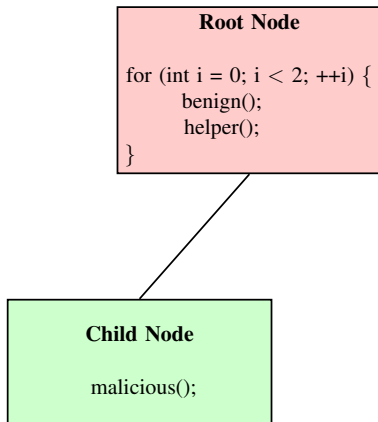 Root Node
for (int i = 0; i < 2; ++i) {
benign();
helper();
}
Child Node
malicious();